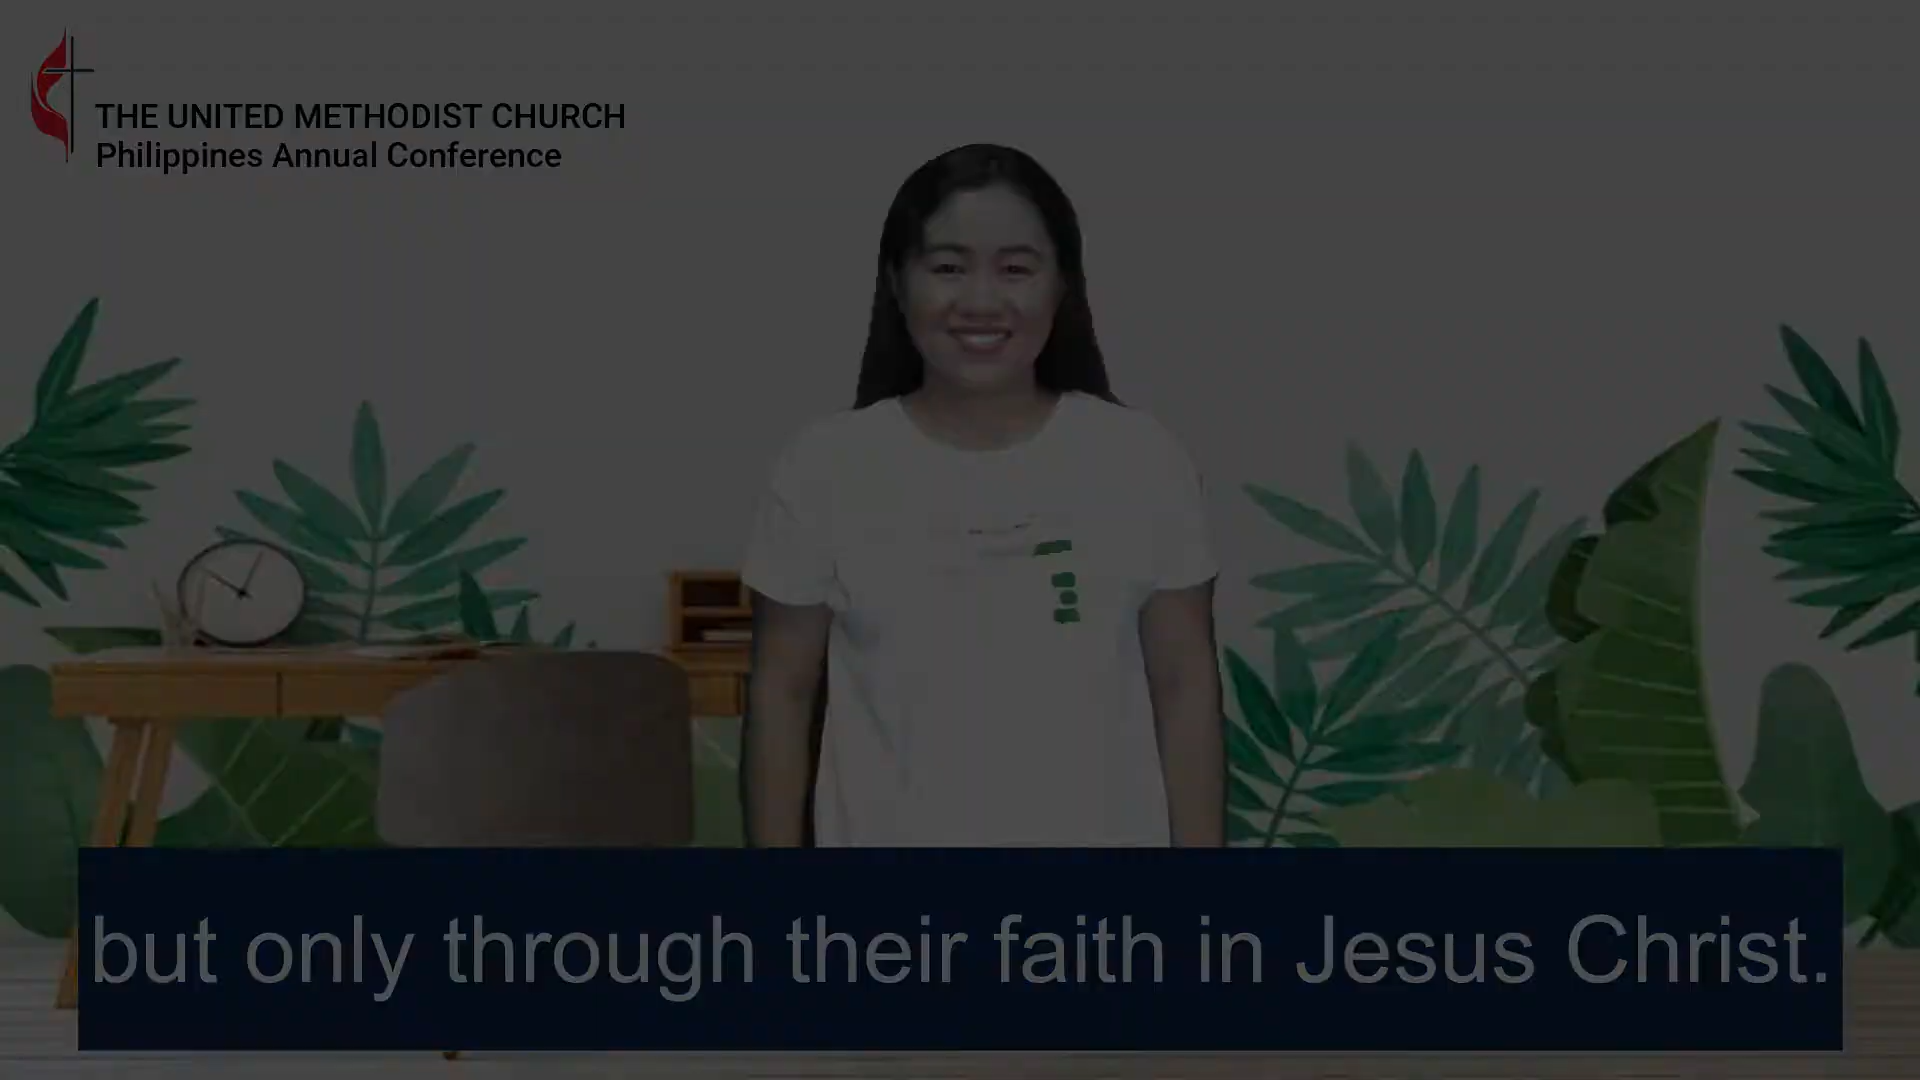 THE UNITED METHODIST CHURCH
Philippines Annual Conference
but only through their faith in Jesus Christ.